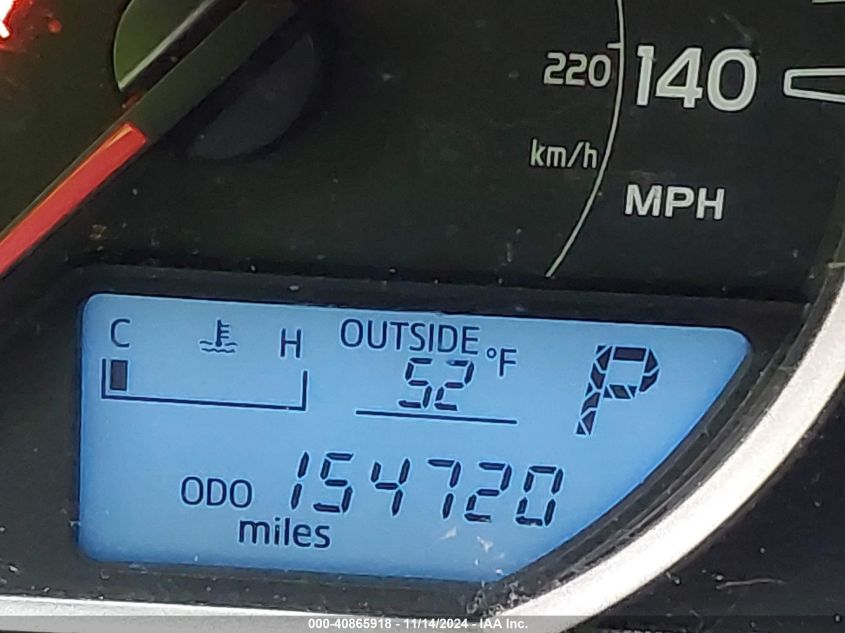 220 140
km/h
MPH
C H OUTSIDE °F P
52
ODO 154720
miles
000-40865918 - 11/14/2024 - IAA Inc.